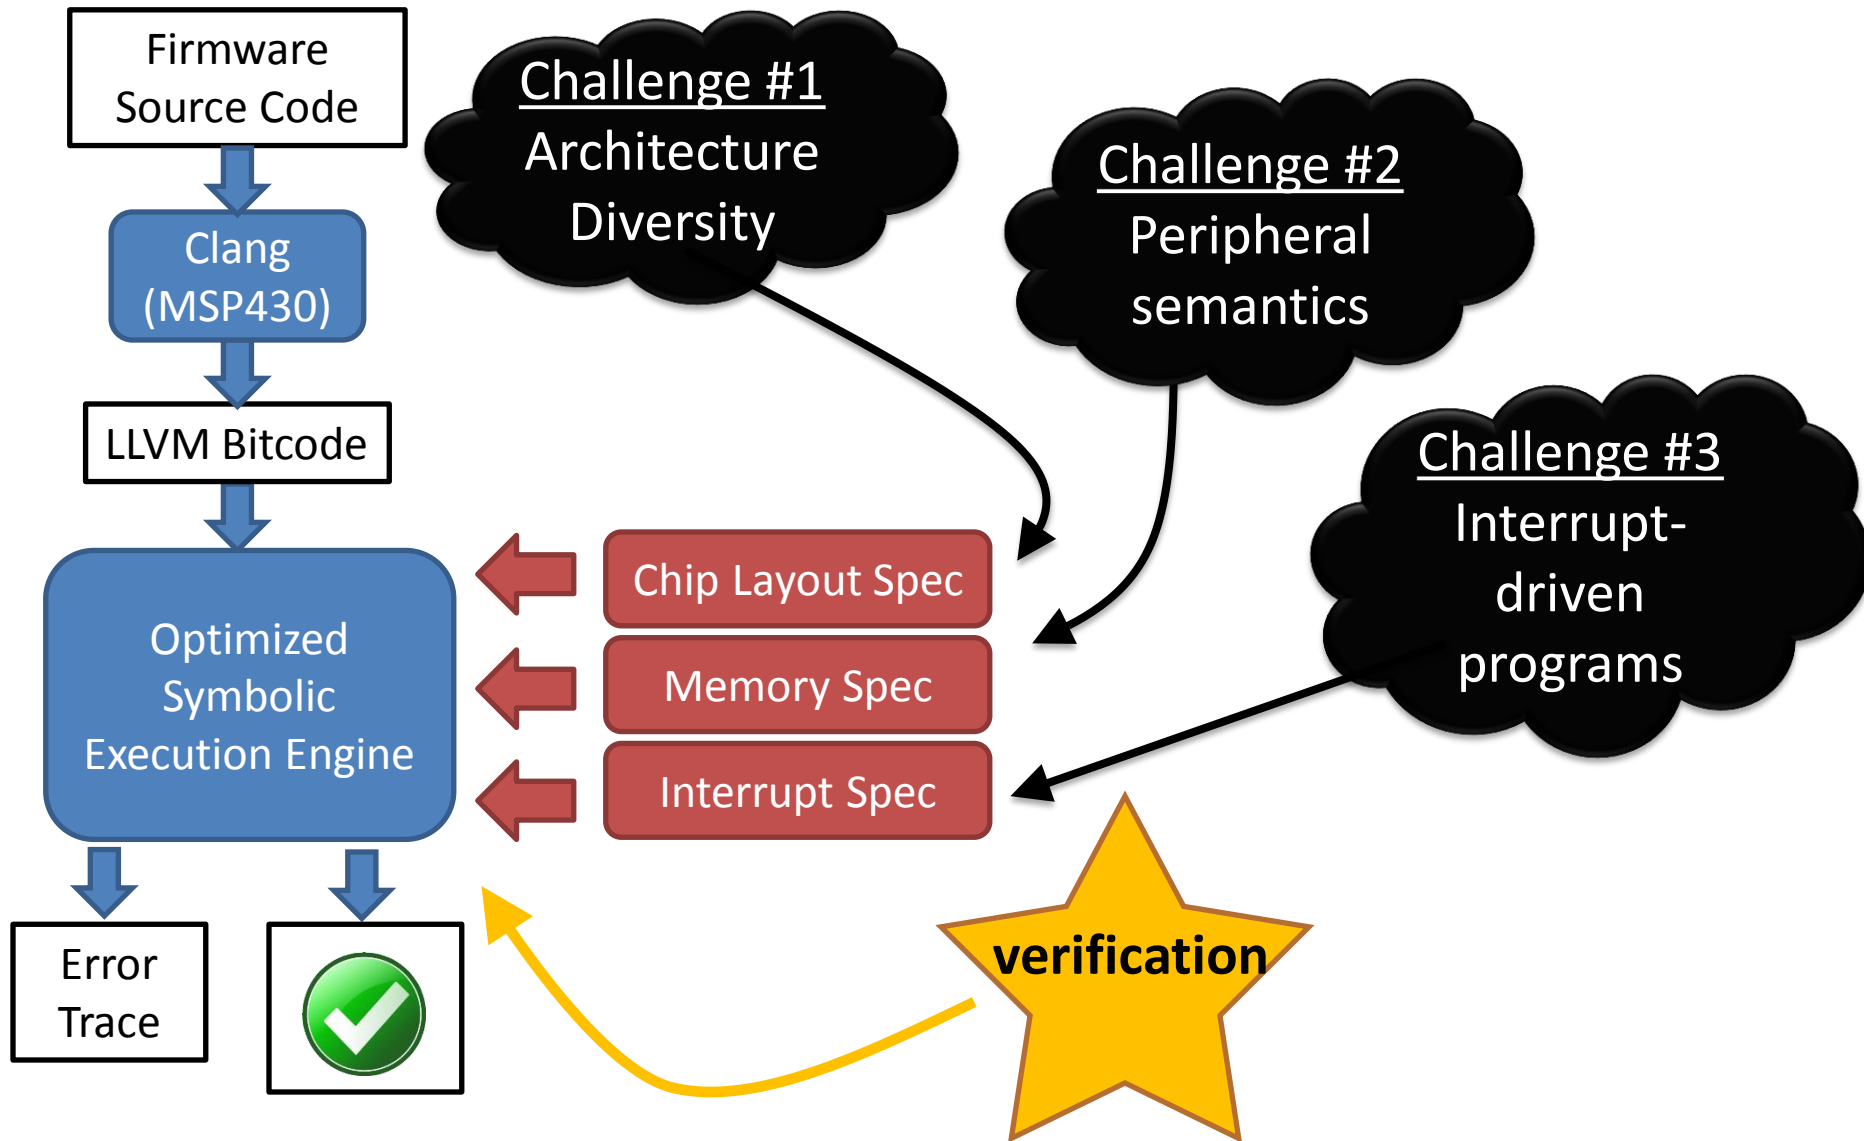 Firmware
Source Code
Clang
(MSP430)
LLVM Bitcode
Optimized
Symbolic
Execution Engine
Error
Trace
Chip Layout Spec
Memory Spec
Interrupt Spec
Challenge #1
Architecture
Diversity
Challenge #2
Peripheral
semantics
Challenge #3
Interrupt-
driven
programs
verification